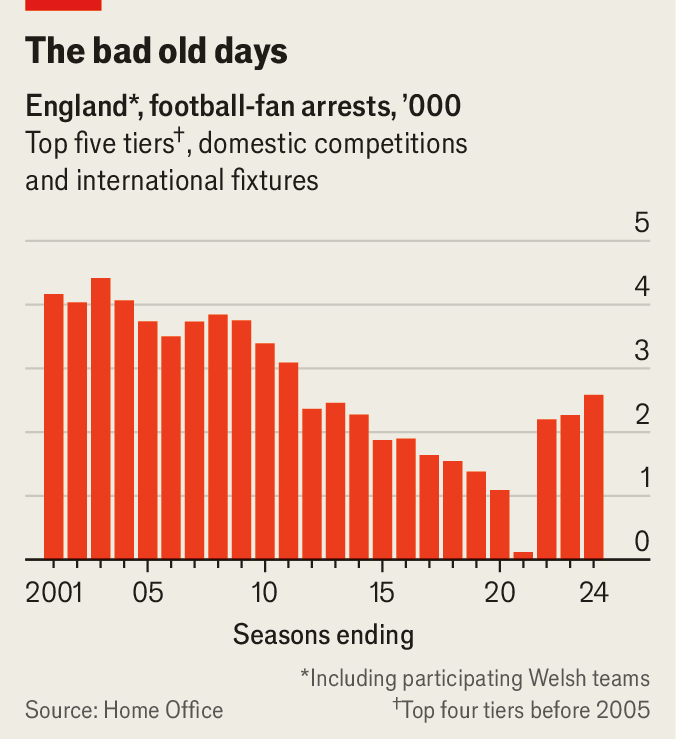 The bad old days
England*, football-fan arrests, ’000
Top five tiers†, domestic competitions
and international fixtures
5
4
3
2
1
0
2001 05 10 15 20 24
Seasons ending
*Including participating Welsh teams
Source: Home Office †Top four tiers before 2005